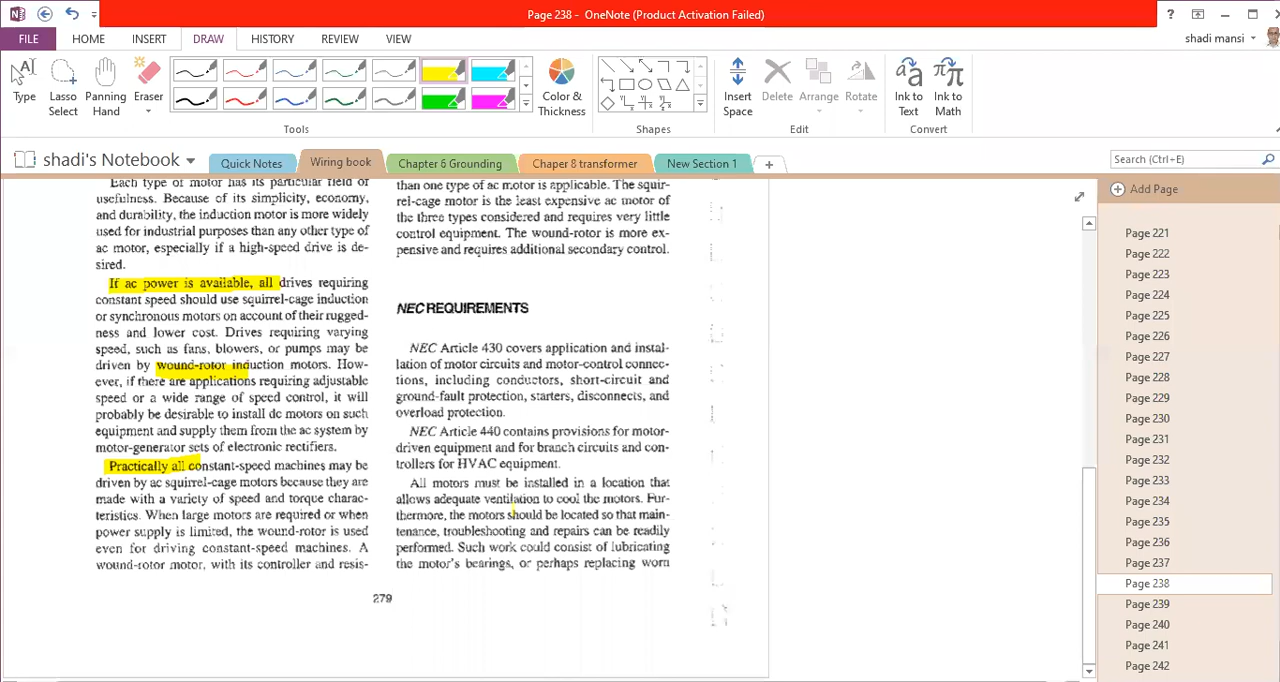 Page 238 - OneNote (Product Activation Failed)
?
FILE HOME INSERT DRAW HISTORY REVIEW VIEW
shadi mansi
Type
Lasso Select
Panning Hand
Eraser
Color & Thickness
Insert Space
Delete
Arrange
Rotate
Ink to Text
Ink to Math
Tools
Shapes
Edit
Convert
shadi's Notebook
Quick Notes
Wiring book
Chapter 6 Grounding
Chaper 8 transformer
New Section 1
Search (Ctrl+E)
Each type of motor has its particular field of
usefulness. Because of its simplicity, economy,
and durability, the induction motor is more widely
used for industrial purposes than any other type of
ac motor, especially if a high-speed drive is de-
sired.
If ac power is available, all drives requiring
constant speed should use squirrel-cage induction
or synchronous motors on account of their rugged-
ness and lower cost. Drives requiring varying
speed, such as fans, blowers, or pumps may be
driven by wound-rotor induction motors. How-
ever, if there are applications requiring adjustable
speed or a wide range of speed control, it will
probably be desirable to install dc motors on such
equipment and supply them from the ac system by
motor-generator sets of electronic rectifiers.
Practically all constant-speed machines may be
driven by ac squirrel-cage motors because they are
made with a variety of speed and torque charac-
teristics. When large motors are required or when
power supply is limited, the wound-rotor is used
even for driving constant-speed machines. A
wound-rotor motor, with its controller and resis-
than one type of ac motor is applicable. The squir-
rel-cage motor is the least expensive ac motor of
the three types considered and requires very little
control equipment. The wound-rotor is more ex-
pensive and requires additional secondary control.
NEC REQUIREMENTS
NEC Article 430 covers application and instal-
lation of motor circuits and motor-control connec-
tions, including conductors, short-circuit and
ground-fault protection, starters, disconnects, and
overload protection.
NEC Article 440 contains provisions for motor-
driven equipment and for branch circuits and con-
trollers for HVAC equipment.
All motors must be installed in a location that
allows adequate ventilation to cool the motors. Fur-
thermore, the motors should be located so that main-
tenance, troubleshooting and repairs can be readily
performed. Such work could consist of lubricating
the motor's bearings, or perhaps replacing worn
279
Add Page
Page 221
Page 222
Page 223
Page 224
Page 225
Page 226
Page 227
Page 228
Page 229
Page 230
Page 231
Page 232
Page 233
Page 234
Page 235
Page 236
Page 237
Page 238
Page 239
Page 240
Page 241
Page 242